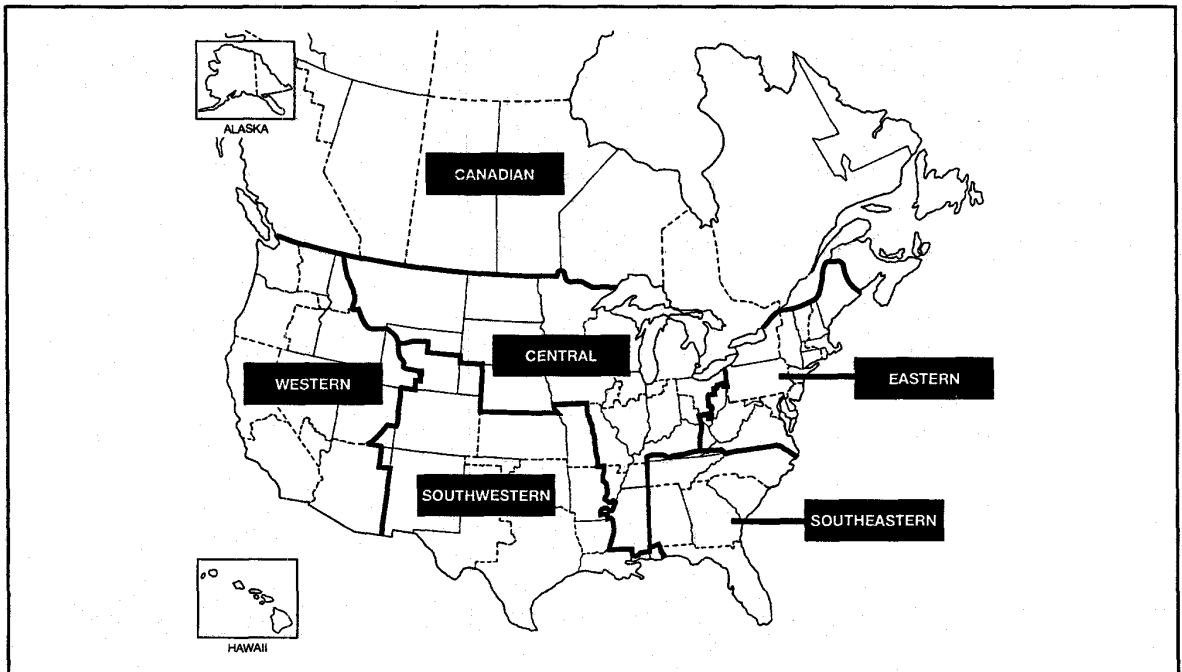 ALASKA
CANADIAN
CENTRAL
WESTERN
EASTERN
SOUTHWESTERN
SOUTHEASTERN
HAWAII